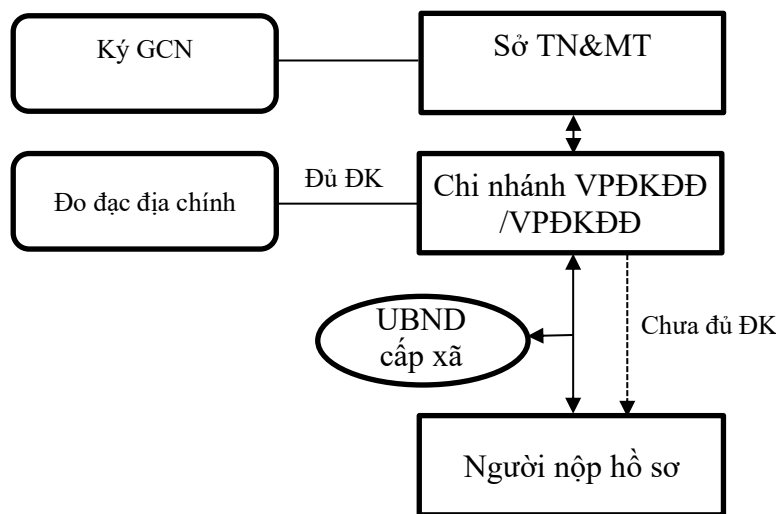 Ký GCN
Sở TN&MT
Đo đạc địa chính
Đủ ĐK
Chi nhánh VPĐKĐĐ
/VPĐKĐĐ
UBND
cấp xã
Chưa đủ ĐK
Người nộp hồ sơ